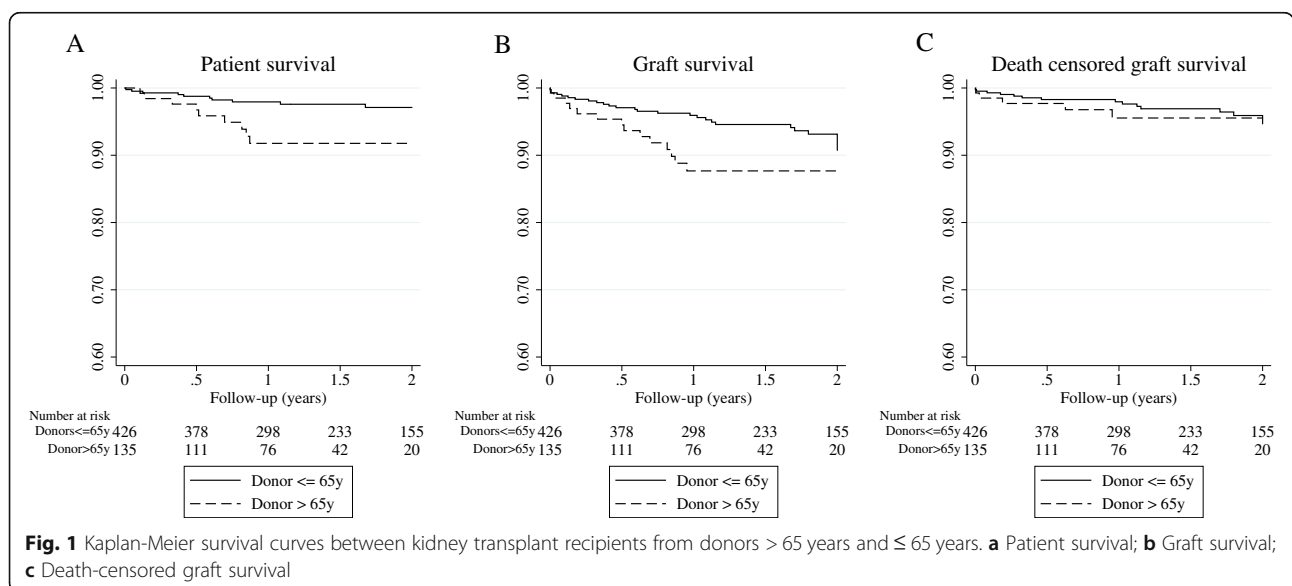 A
Patient survival
1.00
0.90
0.80
0.70
0.60
0 .5 1 1.5 2
Follow-up (years)
Number at risk
Donors<=65y 426 378 298 233 155
Donor>65y 135 111 76 42 20
Donor <= 65y
Donor > 65y
B
Graft survival
1.00
0.90
0.80
0.70
0.60
0 .5 1 1.5 2
Follow-up (years)
Number at risk
Donors<=65y 426 378 298 233 155
Donor>65y 135 111 76 42 20
Donor <= 65y
Donor > 65y
C
Death censored graft survival
1.00
0.90
0.80
0.70
0.60
0 .5 1 1.5 2
Follow-up (years)
Number at risk
Donors<=65y 426 378 298 233 155
Donor>65y 135 111 76 42 20
Donor <= 65y
Donor > 65y
Fig. 1 Kaplan-Meier survival curves between kidney transplant recipients from donors > 65 years and ≤ 65 years. a Patient survival; b Graft survival;
c Death-censored graft survival